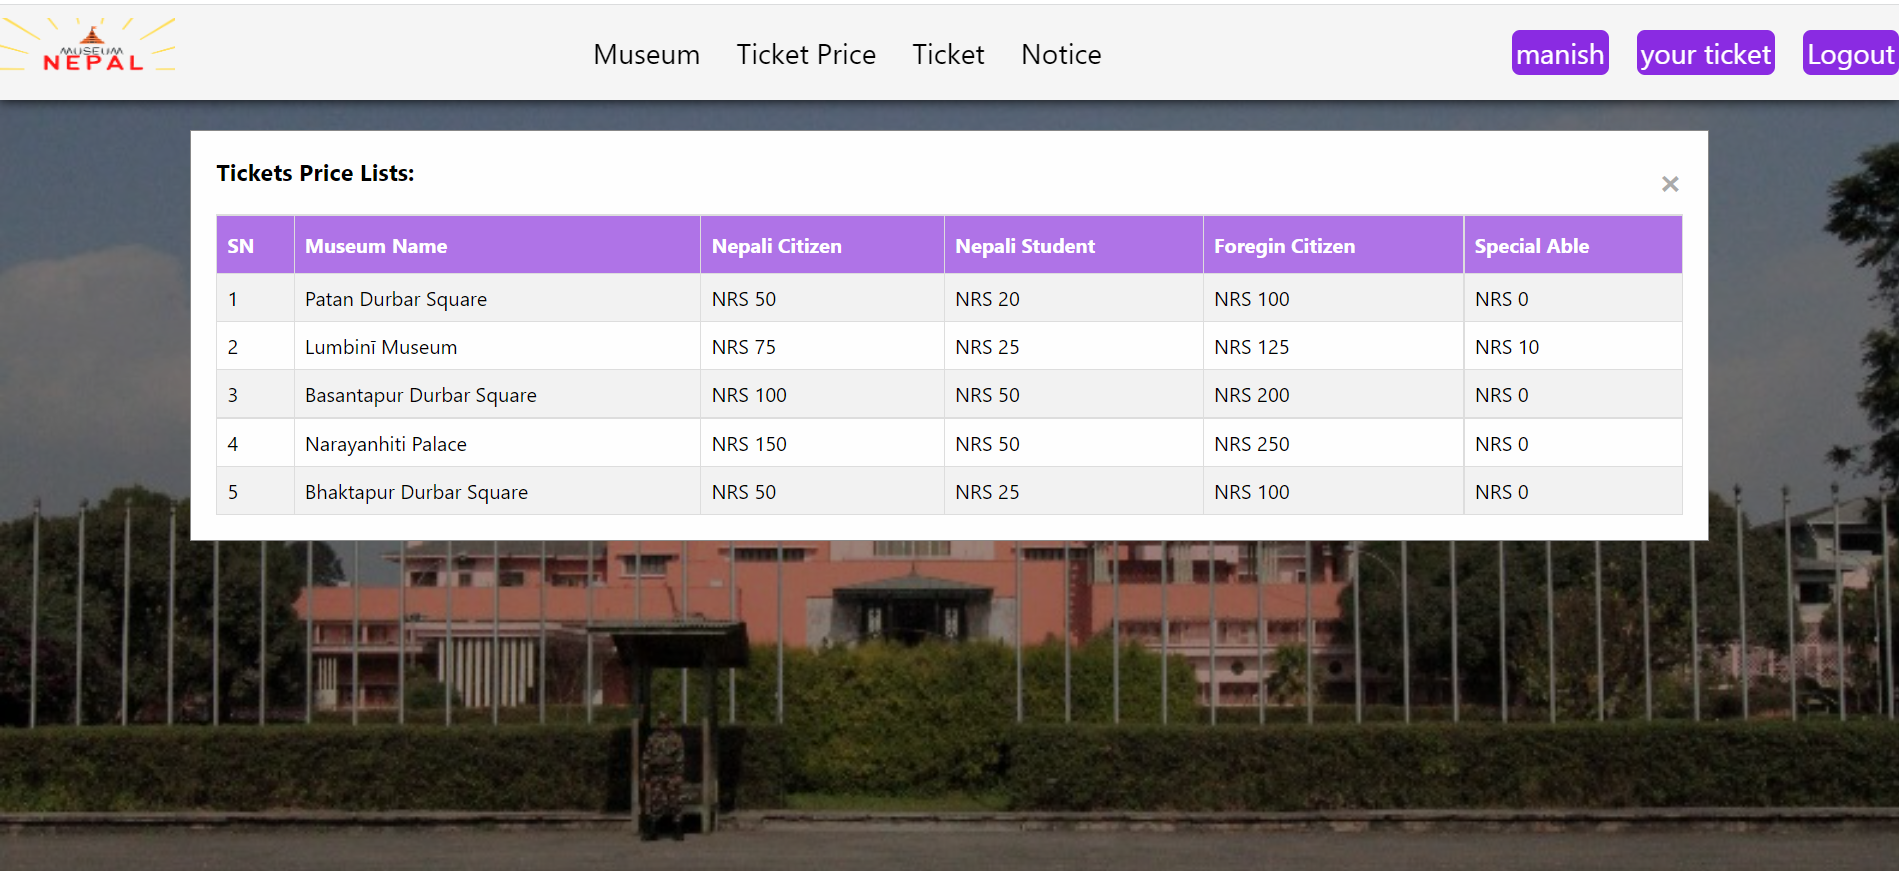 MUSEUM
NEPAL
Museum Ticket Price Ticket Notice
manish your ticket Logout
Tickets Price Lists:
×
SN Museum Name Nepali Citizen Nepali Student Foregin Citizen Special Able
1 Patan Durbar Square NRS 50 NRS 20 NRS 100 NRS 0
2 Lumbinī Museum NRS 75 NRS 25 NRS 125 NRS 10
3 Basantapur Durbar Square NRS 100 NRS 50 NRS 200 NRS 0
4 Narayanhiti Palace NRS 150 NRS 50 NRS 250 NRS 0
5 Bhaktapur Durbar Square NRS 50 NRS 25 NRS 100 NRS 0